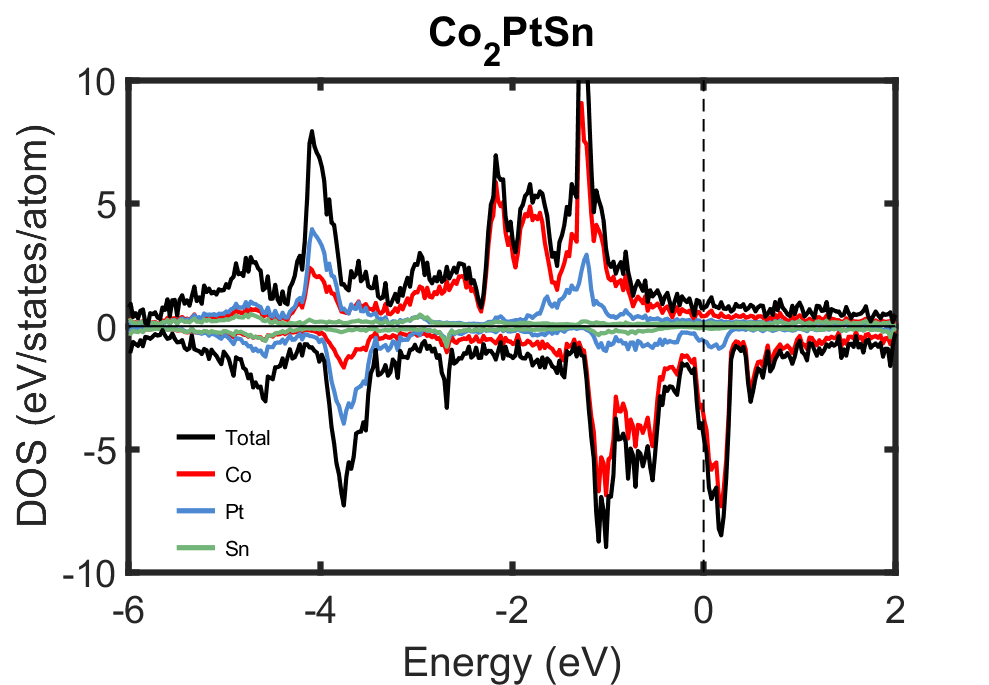 Co2PtSn
10
5
0
-5
-10
DOS (eV/states/atom)
Total
Co
Pt
Sn
-6 -4 -2 0 2
Energy (eV)